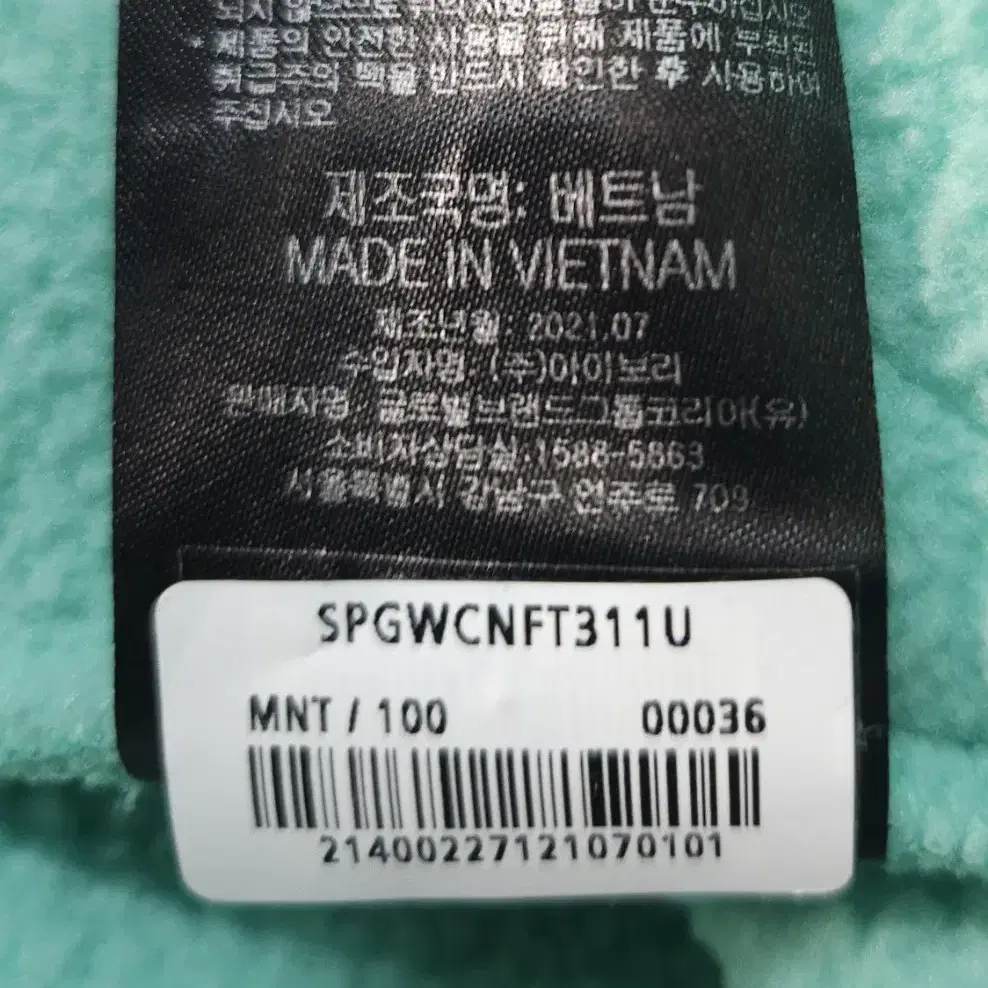 * 제품의 안전한 사용을 위해 제품에 부착된
취급주의 택을 반드시 확인한 후 사용하여
주십시오
제조국명: 베트남
MADE IN VIETNAM
제조년월: 2021.07
수입자명: (주)아이보리
판매자명: 글로벌브랜드그룹코리아(유)
소비자상담실:1588-5863
서울특별시 강남구 언주로 709
SPGWCNFT311U
MNT / 100 00036
21400227121070101